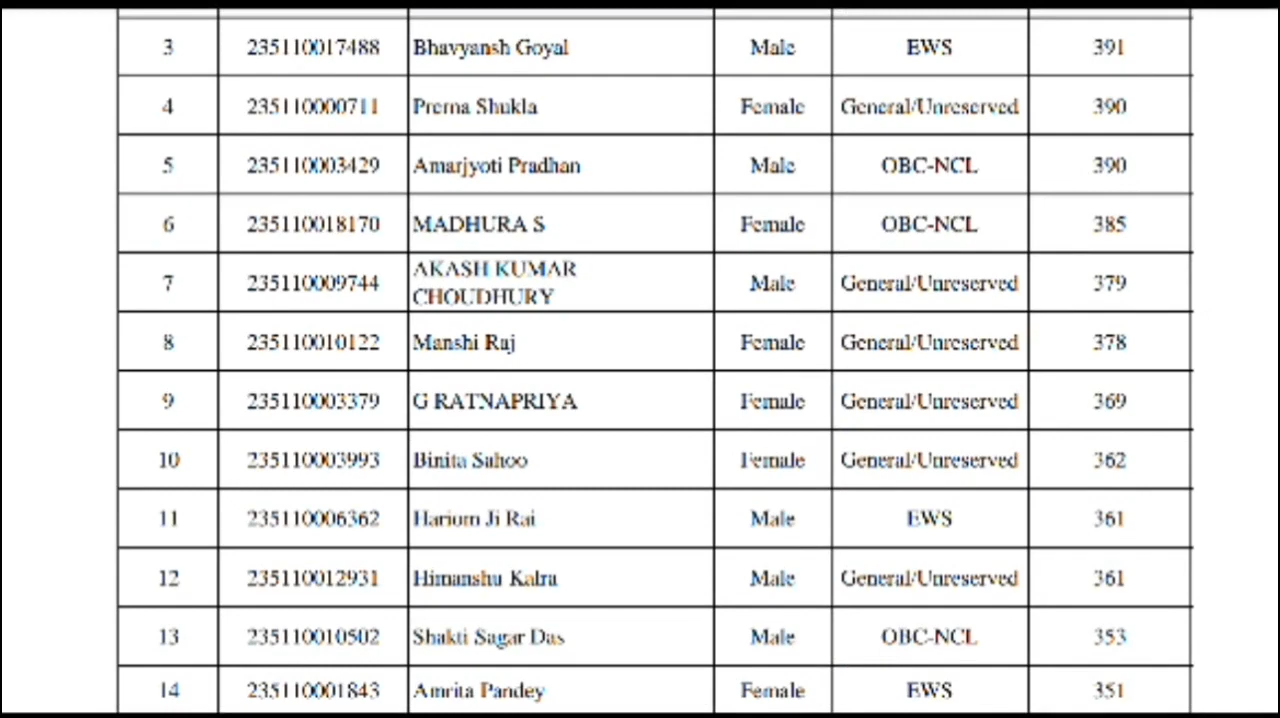 3 235110017488 Bhavyansh Goyal Male EWS 391
4 235110000711 Prerna Shukla Female General/Unreserved 390
5 235110003429 Amarjyoti Pradhan Male OBC-NCL 390
6 235110018170 MADHURA S Female OBC-NCL 385
7 235110009744 AKASH KUMAR
CHOUDHURY Male General/Unreserved 379
8 235110010122 Manshi Raj Female General/Unreserved 378
9 235110003379 G RATNAPRIYA Female General/Unreserved 369
10 235110003993 Binita Sahoo Female General/Unreserved 362
11 235110006362 Hariom Ji Rai Male EWS 361
12 235110012931 Himanshu Kalra Male General/Unreserved 361
13 235110010502 Shakti Sagar Das Male OBC-NCL 353
14 235110001843 Amrita Pandey Female EWS 351